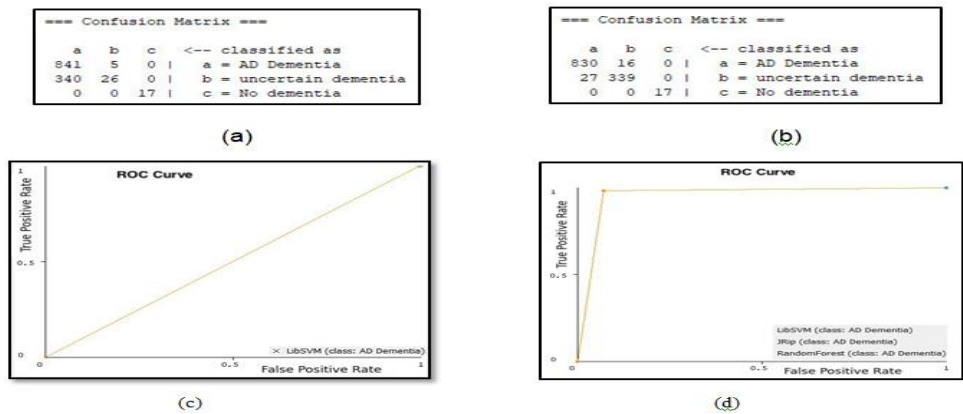 === Confusion Matrix ===
a b c <-- classified as
841 5 0 | a = AD Dementia
340 26 0 | b = uncertain dementia
0 0 17 | c = No dementia
(a)
=== Confusion Matrix ===
a b c <-- classified as
830 16 0 | a = AD Dementia
27 339 0 | b = uncertain dementia
0 0 17 | c = No dementia
(b)
ROC Curve
True Positive Rate
1
0.5
0
0
0.5
1
× LibSVM (class: AD Dementia)
False Positive Rate
(c)
ROC Curve
True Positive Rate
1
0.5
0
0
0.5
1
LibSVM (class: AD Dementia)
JRip (class: AD Dementia)
RandomForest (class: AD Dementia)
False Positive Rate
(d)